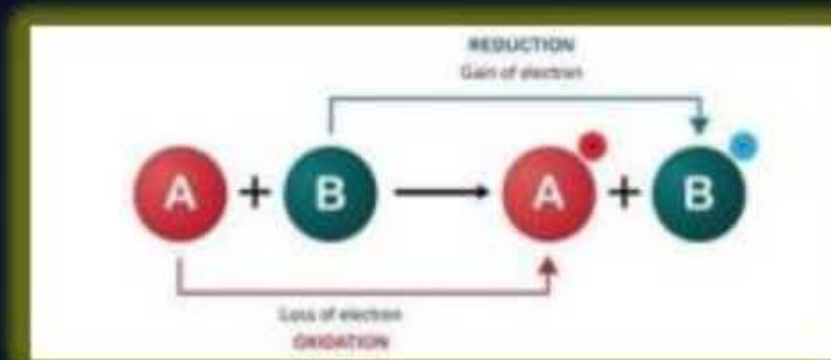 REDUCTION
Gain of electron
A + B A + B
Loss of electron
OXIDATION